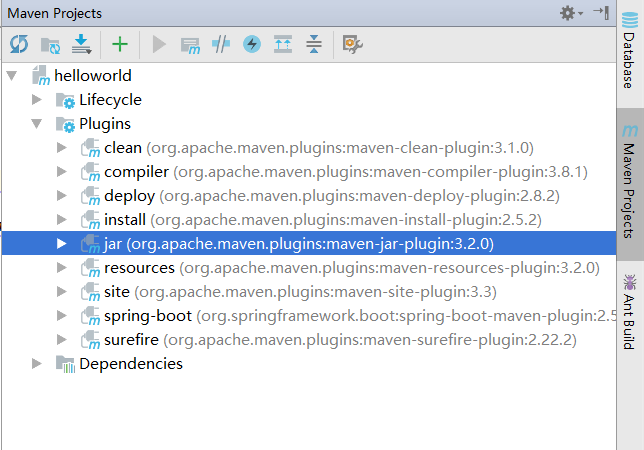 Maven Projects
helloworld
Lifecycle
Plugins
clean (org.apache.maven.plugins:maven-clean-plugin:3.1.0)
compiler (org.apache.maven.plugins:maven-compiler-plugin:3.8.1)
deploy (org.apache.maven.plugins:maven-deploy-plugin:2.8.2)
install (org.apache.maven.plugins:maven-install-plugin:2.5.2)
jar (org.apache.maven.plugins:maven-jar-plugin:3.2.0)
resources (org.apache.maven.plugins:maven-resources-plugin:3.2.0)
site (org.apache.maven.plugins:maven-site-plugin:3.3)
spring-boot (org.springframework.boot:spring-boot-maven-plugin:2.5
surefire (org.apache.maven.plugins:maven-surefire-plugin:2.22.2)
Dependencies
Database
Maven Projects
Ant Build